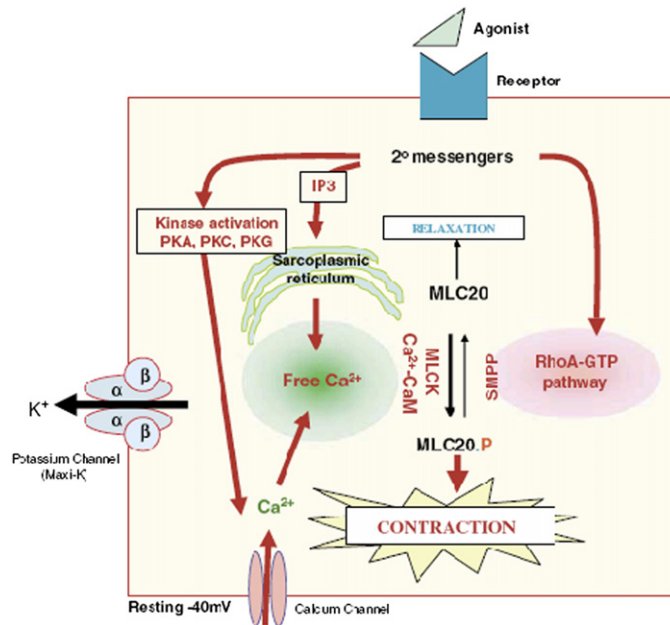 Agonist
Receptor
2º messengers
IP3
Kinase activation
PKA, PKC, PKG
RELAXATION
Sarcoplasmic
reticulum
MLC20
Free Ca²⁺
MLCK
Ca²⁺-CaM
SMPP
RhoA-GTP
pathway
α
β
K⁺
α
β
Potassium Channel
(Maxi-K)
MLC20.P
Ca²⁺
CONTRACTION
Resting -40mV
Calcium Channel